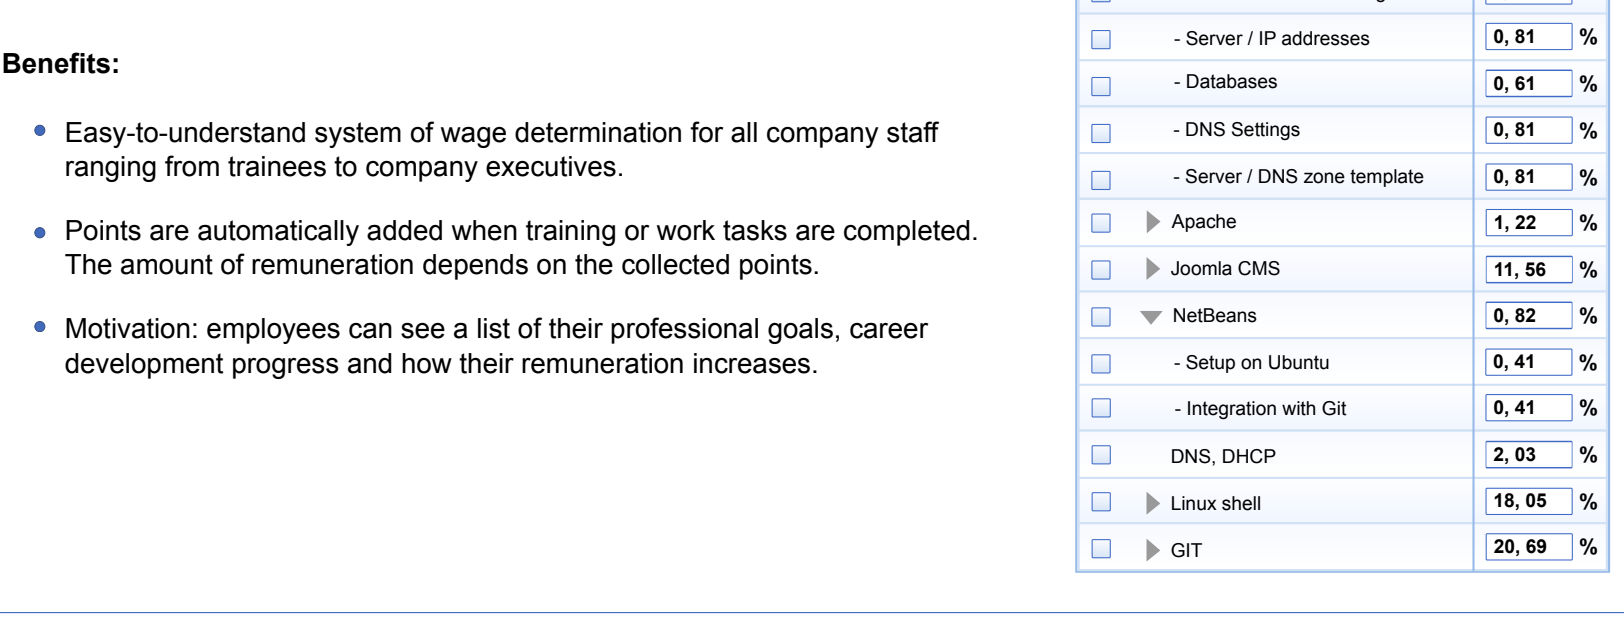 Benefits:
Easy-to-understand system of wage determination for all company staff
ranging from trainees to company executives.
Points are automatically added when training or work tasks are completed.
The amount of remuneration depends on the collected points.
Motivation: employees can see a list of their professional goals, career
development progress and how their remuneration increases.
- Server / IP addresses 0, 81 %
- Databases 0, 61 %
- DNS Settings 0, 81 %
- Server / DNS zone template 0, 81 %
Apache 1, 22 %
Joomla CMS 11, 56 %
NetBeans 0, 82 %
- Setup on Ubuntu 0, 41 %
- Integration with Git 0, 41 %
DNS, DHCP 2, 03 %
Linux shell 18, 05 %
GIT 20, 69 %